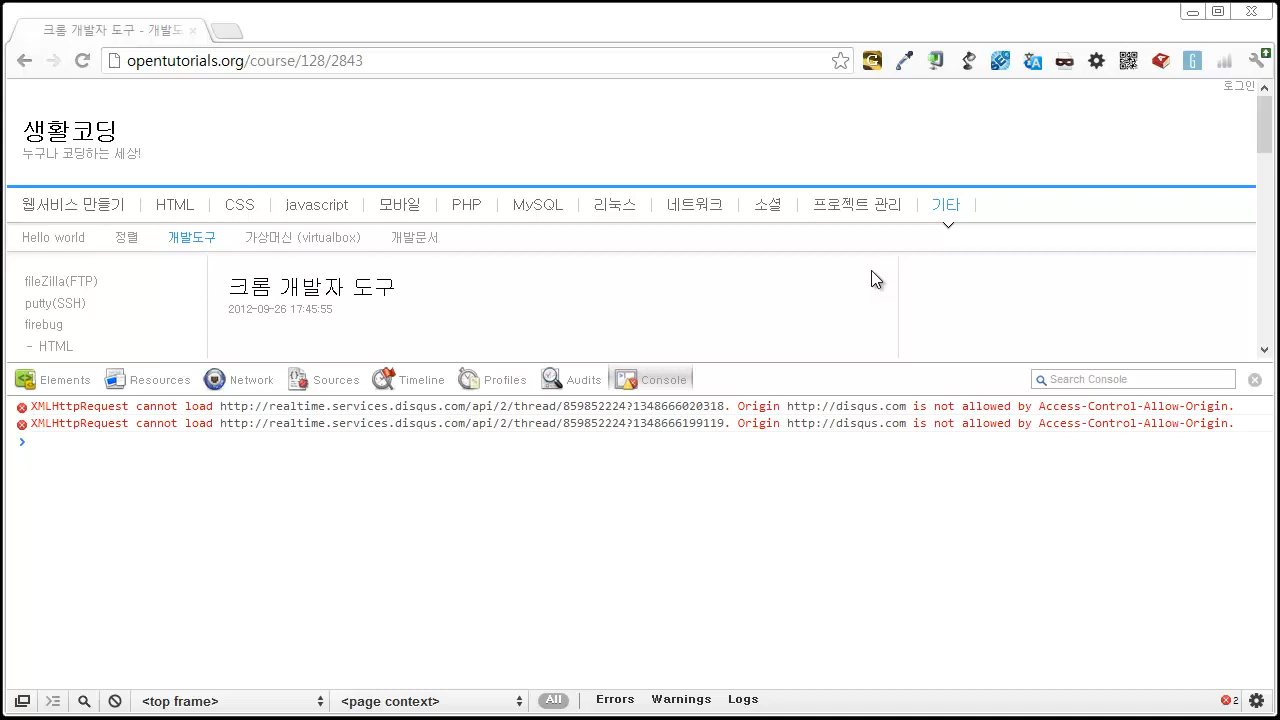 크롬 개발자 도구 - 개발도
opentutorials.org/course/128/2843
로그인
생활코딩
누구나 코딩하는 세상!
웹서비스 만들기 HTML CSS javascript 모바일 PHP MySQL 리눅스 네트워크 소셜 프로젝트 관리 기타
Hello world 정렬 개발도구 가상머신 (virtualbox) 개발문서
fileZilla(FTP)
putty(SSH)
firebug
- HTML
크롬 개발자 도구
2012-09-26 17:45:55
Elements Resources Network Sources Timeline Profiles Audits Console Search Console
XMLHttpRequest cannot load http://realtime.services.disqus.com/api/2/thread/859852224?1348666020318. Origin http://disqus.com is not allowed by Access-Control-Allow-Origin.
XMLHttpRequest cannot load http://realtime.services.disqus.com/api/2/thread/859852224?1348666199119. Origin http://disqus.com is not allowed by Access-Control-Allow-Origin.
<top frame> <page context> All Errors Warnings Logs 2